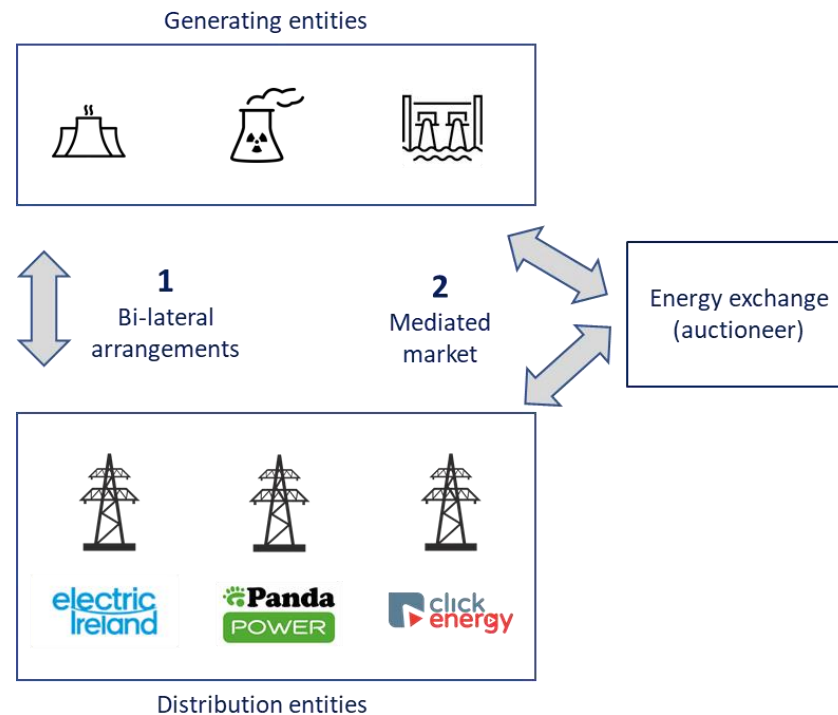 Generating entities
1
Bi-lateral
arrangements
2
Mediated
market
Energy exchange
(auctioneer)
electric
Ireland
Panda
POWER
click
energy
Distribution entities